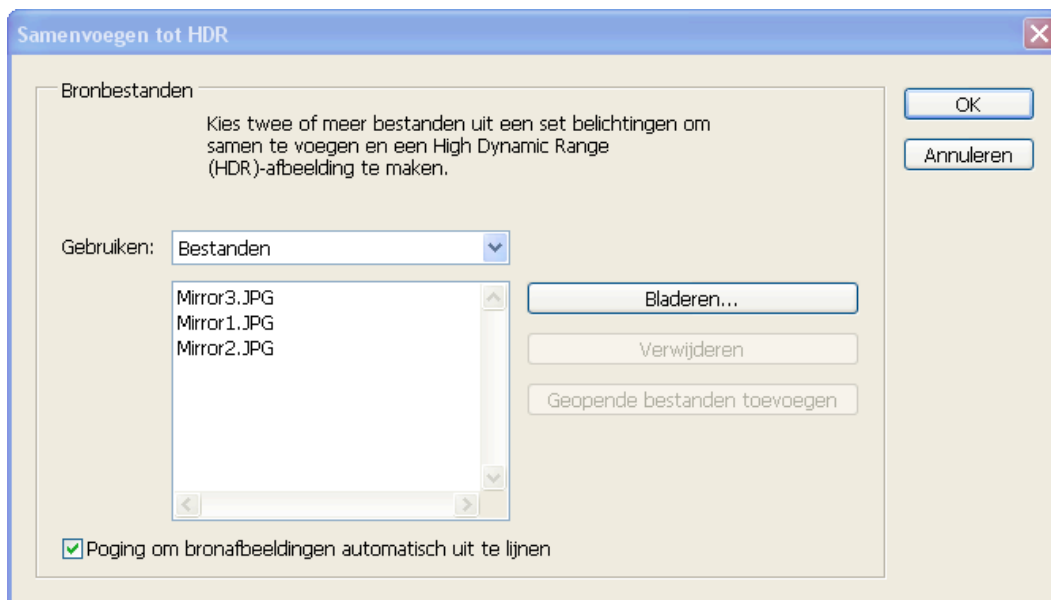 Samenvoegen tot HDR
Bronbestanden
Kies twee of meer bestanden uit een set belichtingen om
samen te voegen en een High Dynamic Range
(HDR)-afbeelding te maken.
OK
Annuleren
Gebruiken: Bestanden
Mirror3.JPG
Mirror1.JPG
Mirror2.JPG
Bladeren...
Verwijderen
Geopende bestanden toevoegen
Poging om bronafbeeldingen automatisch uit te lijnen